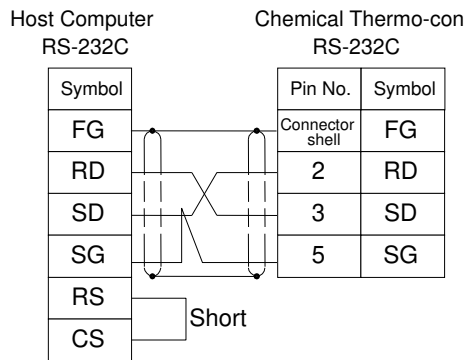 Host Computer Chemical Thermo-con
RS-232C RS-232C
Symbol Pin No. Symbol
FG Connector shell FG
RD 2 RD
SD 3 SD
SG 5 SG
RS
Short
CS